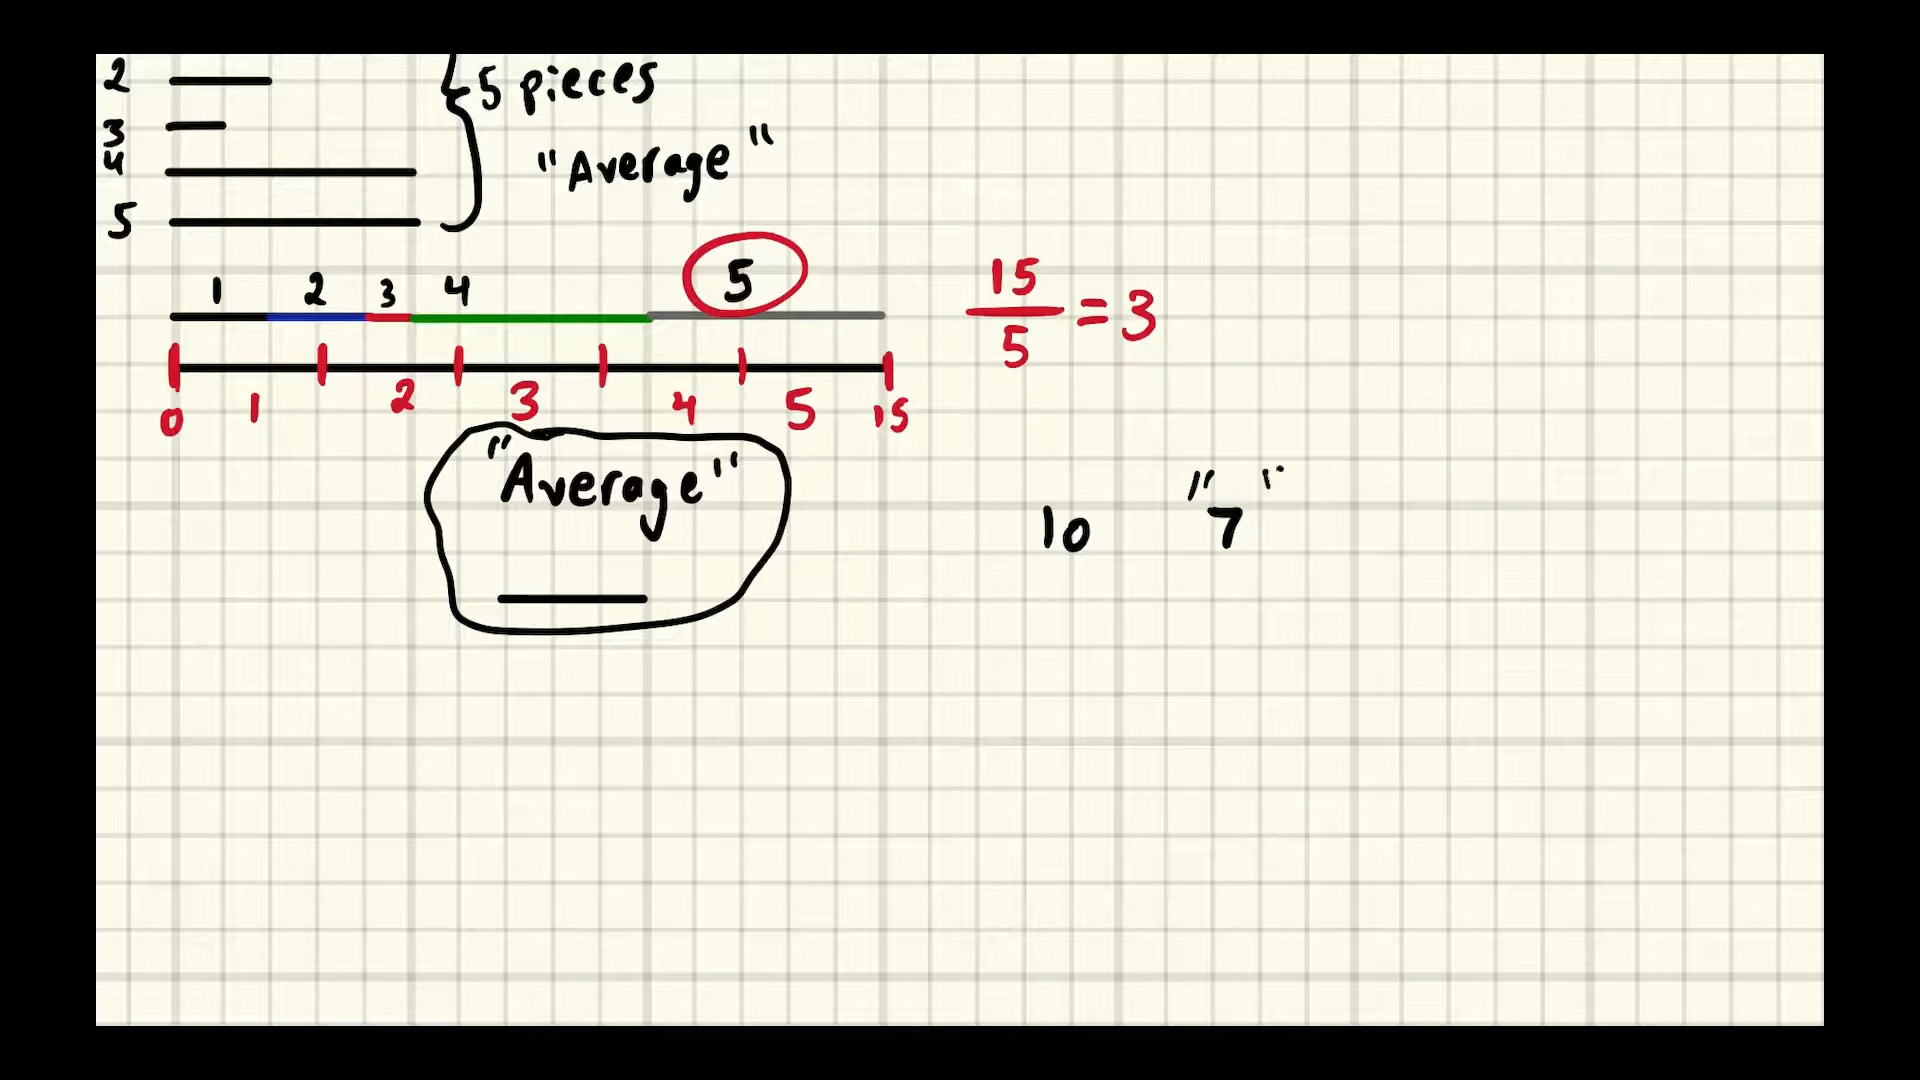 2
5 pieces
3
4
"Average"
5
1 2 3 4 5
15/5 = 3
0 1 2 3 4 5 15
"Average"
10 "7"